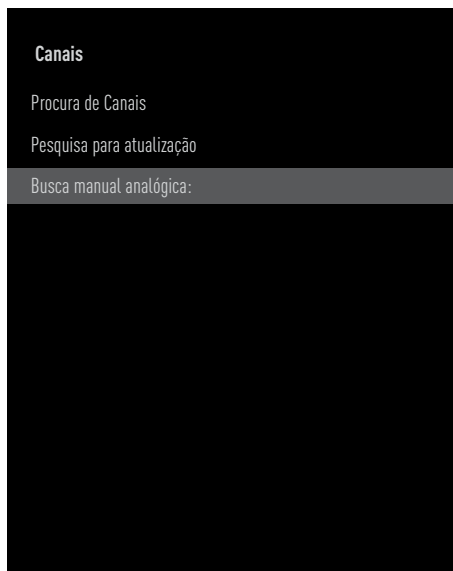 Canais
Procura de Canais
Pesquisa para atualização
Busca manual analógica: